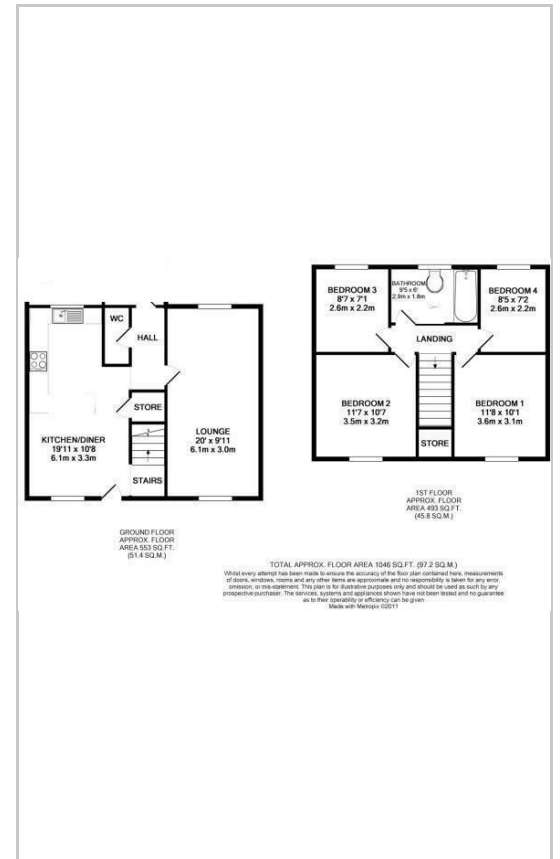 WC
HALL
STORE
KITCHEN/DINER
19'11 x 10'8
6.1m x 3.3m
STAIRS
LOUNGE
20' x 9'11
6.1m x 3.0m
GROUND FLOOR
APPROX. FLOOR
AREA 553 SQ.FT.
(51.4 SQ.M.)
BEDROOM 3
8'7 x 7'1
2.6m x 2.2m
BATHROOM
9'5 x 6'
2.9m x 1.8m
BEDROOM 4
8'5 x 7'2
2.6m x 2.2m
LANDING
BEDROOM 2
11'7 x 10'7
3.5m x 3.2m
BEDROOM 1
11'8 x 10'1
3.6m x 3.1m
STORE
1ST FLOOR
APPROX. FLOOR
AREA 493 SQ.FT.
(45.8 SQ.M.)
TOTAL APPROX. FLOOR AREA 1046 SQ.FT. (97.2 SQ.M.)
Whilst every attempt has been made to ensure the accuracy of the floor plan contained here, measurements
of doors, windows, rooms and any other items are approximate and no responsibility is taken for any error,
omission, or mis-statement. This plan is for illustrative purposes only and should be used as such by any
prospective purchaser. The services, systems and appliances shown have not been tested and no guarantee
as to their operability or efficiency can be given
Made with Metropix ©2011